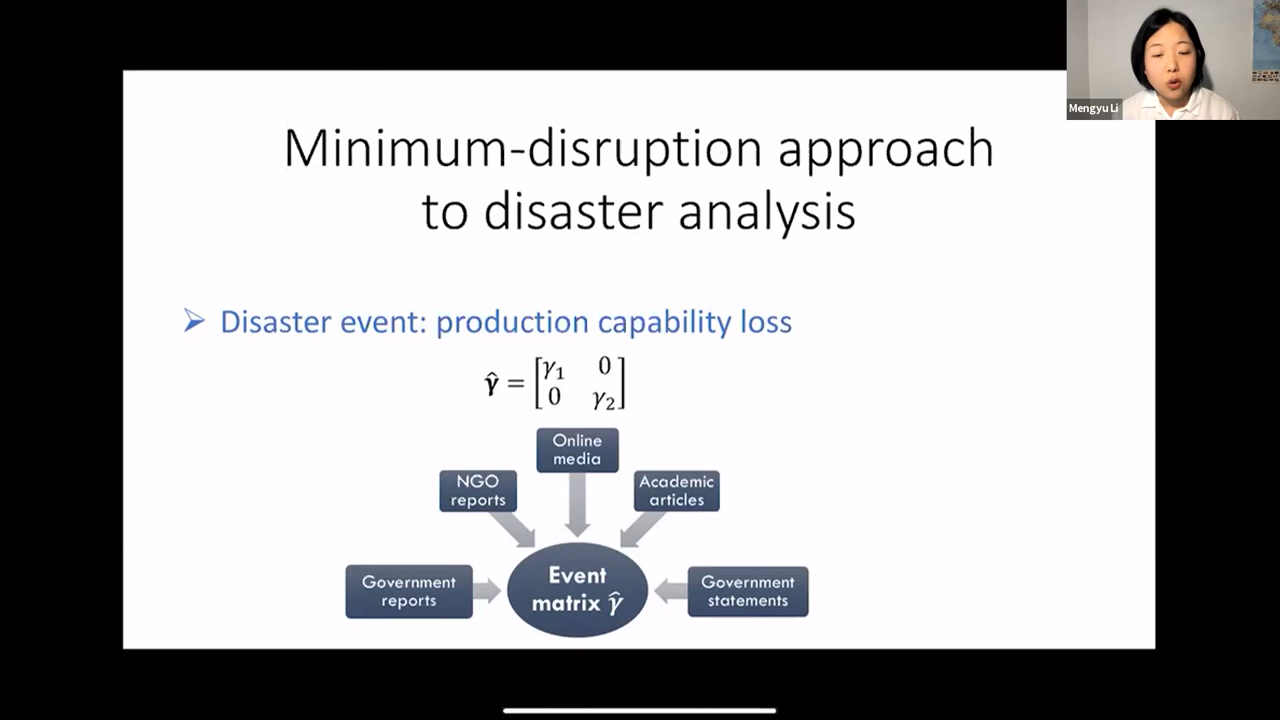 Mengyu Li
Minimum-disruption approach
to disaster analysis
➢ Disaster event: production capability loss
γ̂ = [γ₁ 0
0 γ₂]
Online
media
NGO
reports
Academic
articles
Government
reports
Event
matrix γ̂
Government
statements